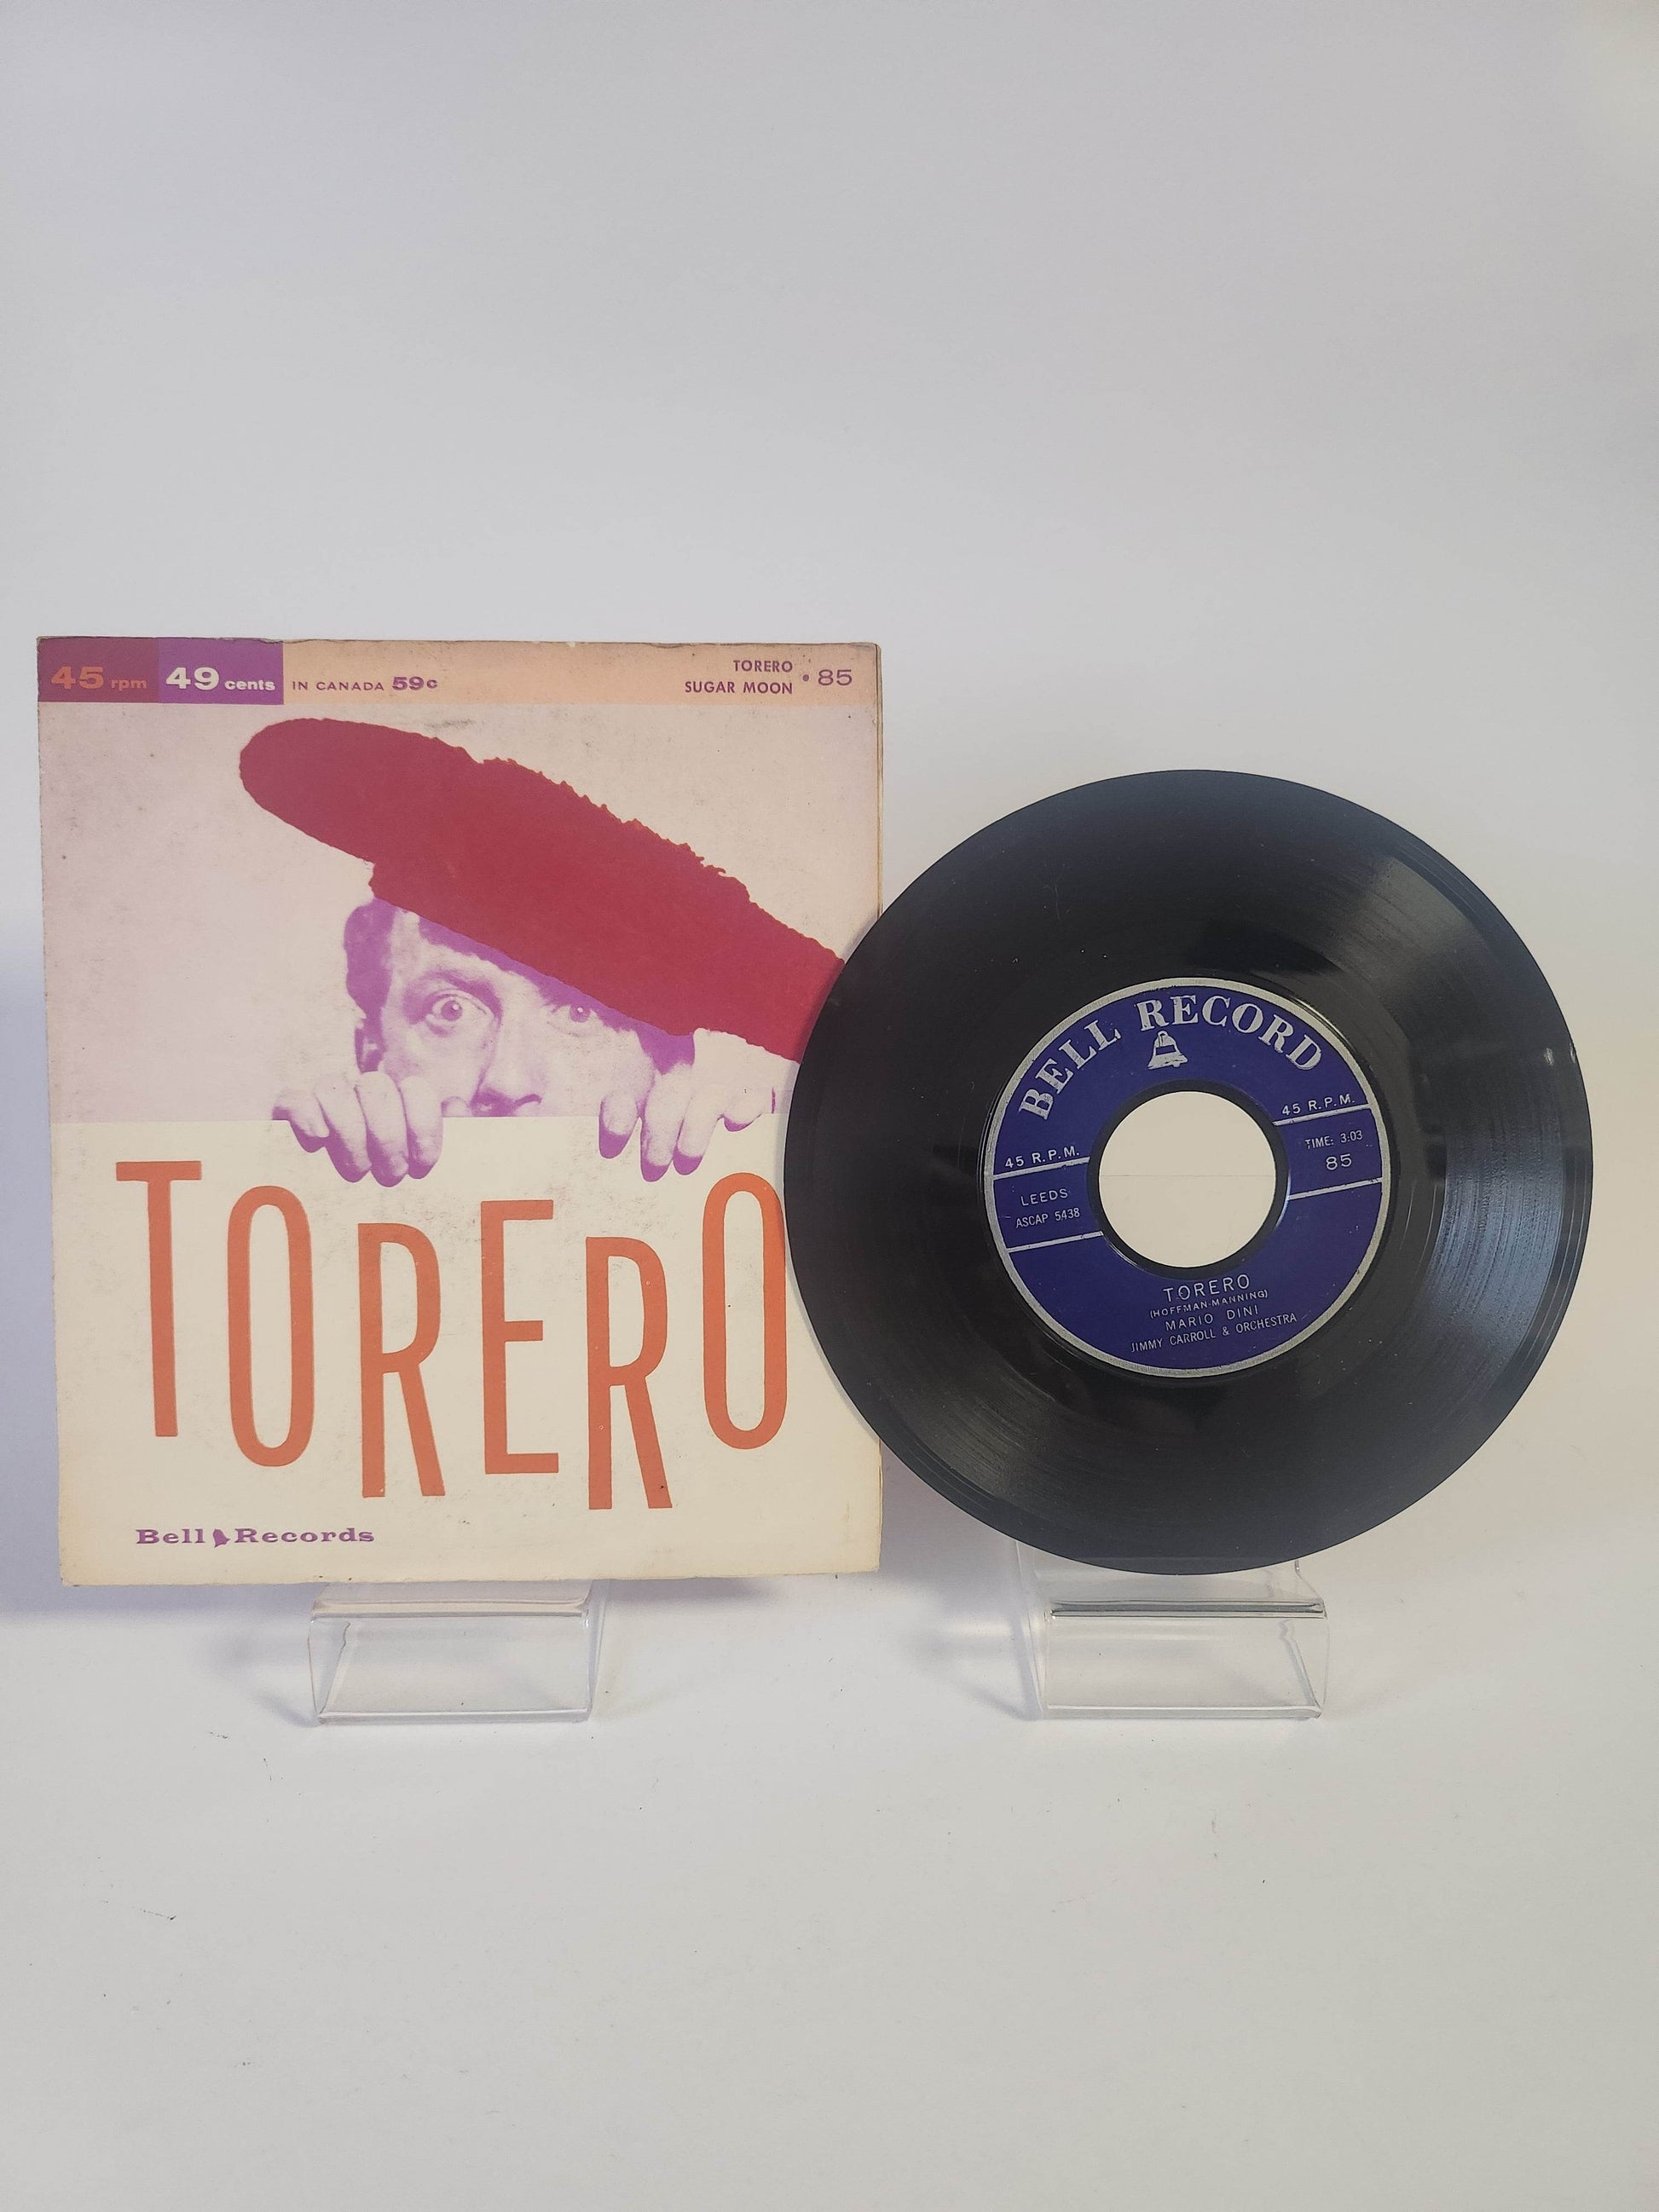 45 rpm 49 cents IN CANADA 59c
TORERO
SUGAR MOON • 85
TORERO
Bell Records
BELL RECORD
45 R.P.M.
LEEDS
ASCAP 5438
45 R.P.M.
TIME: 3:03
85
TORERO
(HOFFMAN-MANNING)
MARIO DINI
JIMMY CARROLL & ORCHESTRA